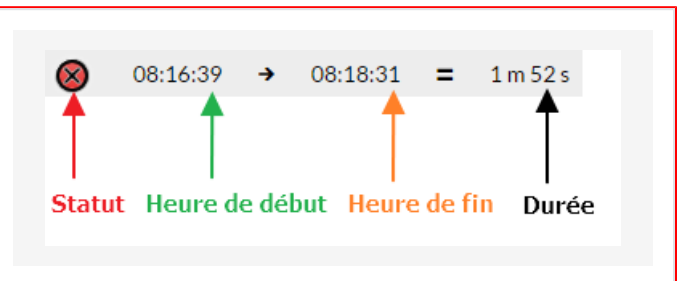 08:16:39 → 08:18:31 = 1 m 52 s
Statut Heure de début Heure de fin Durée